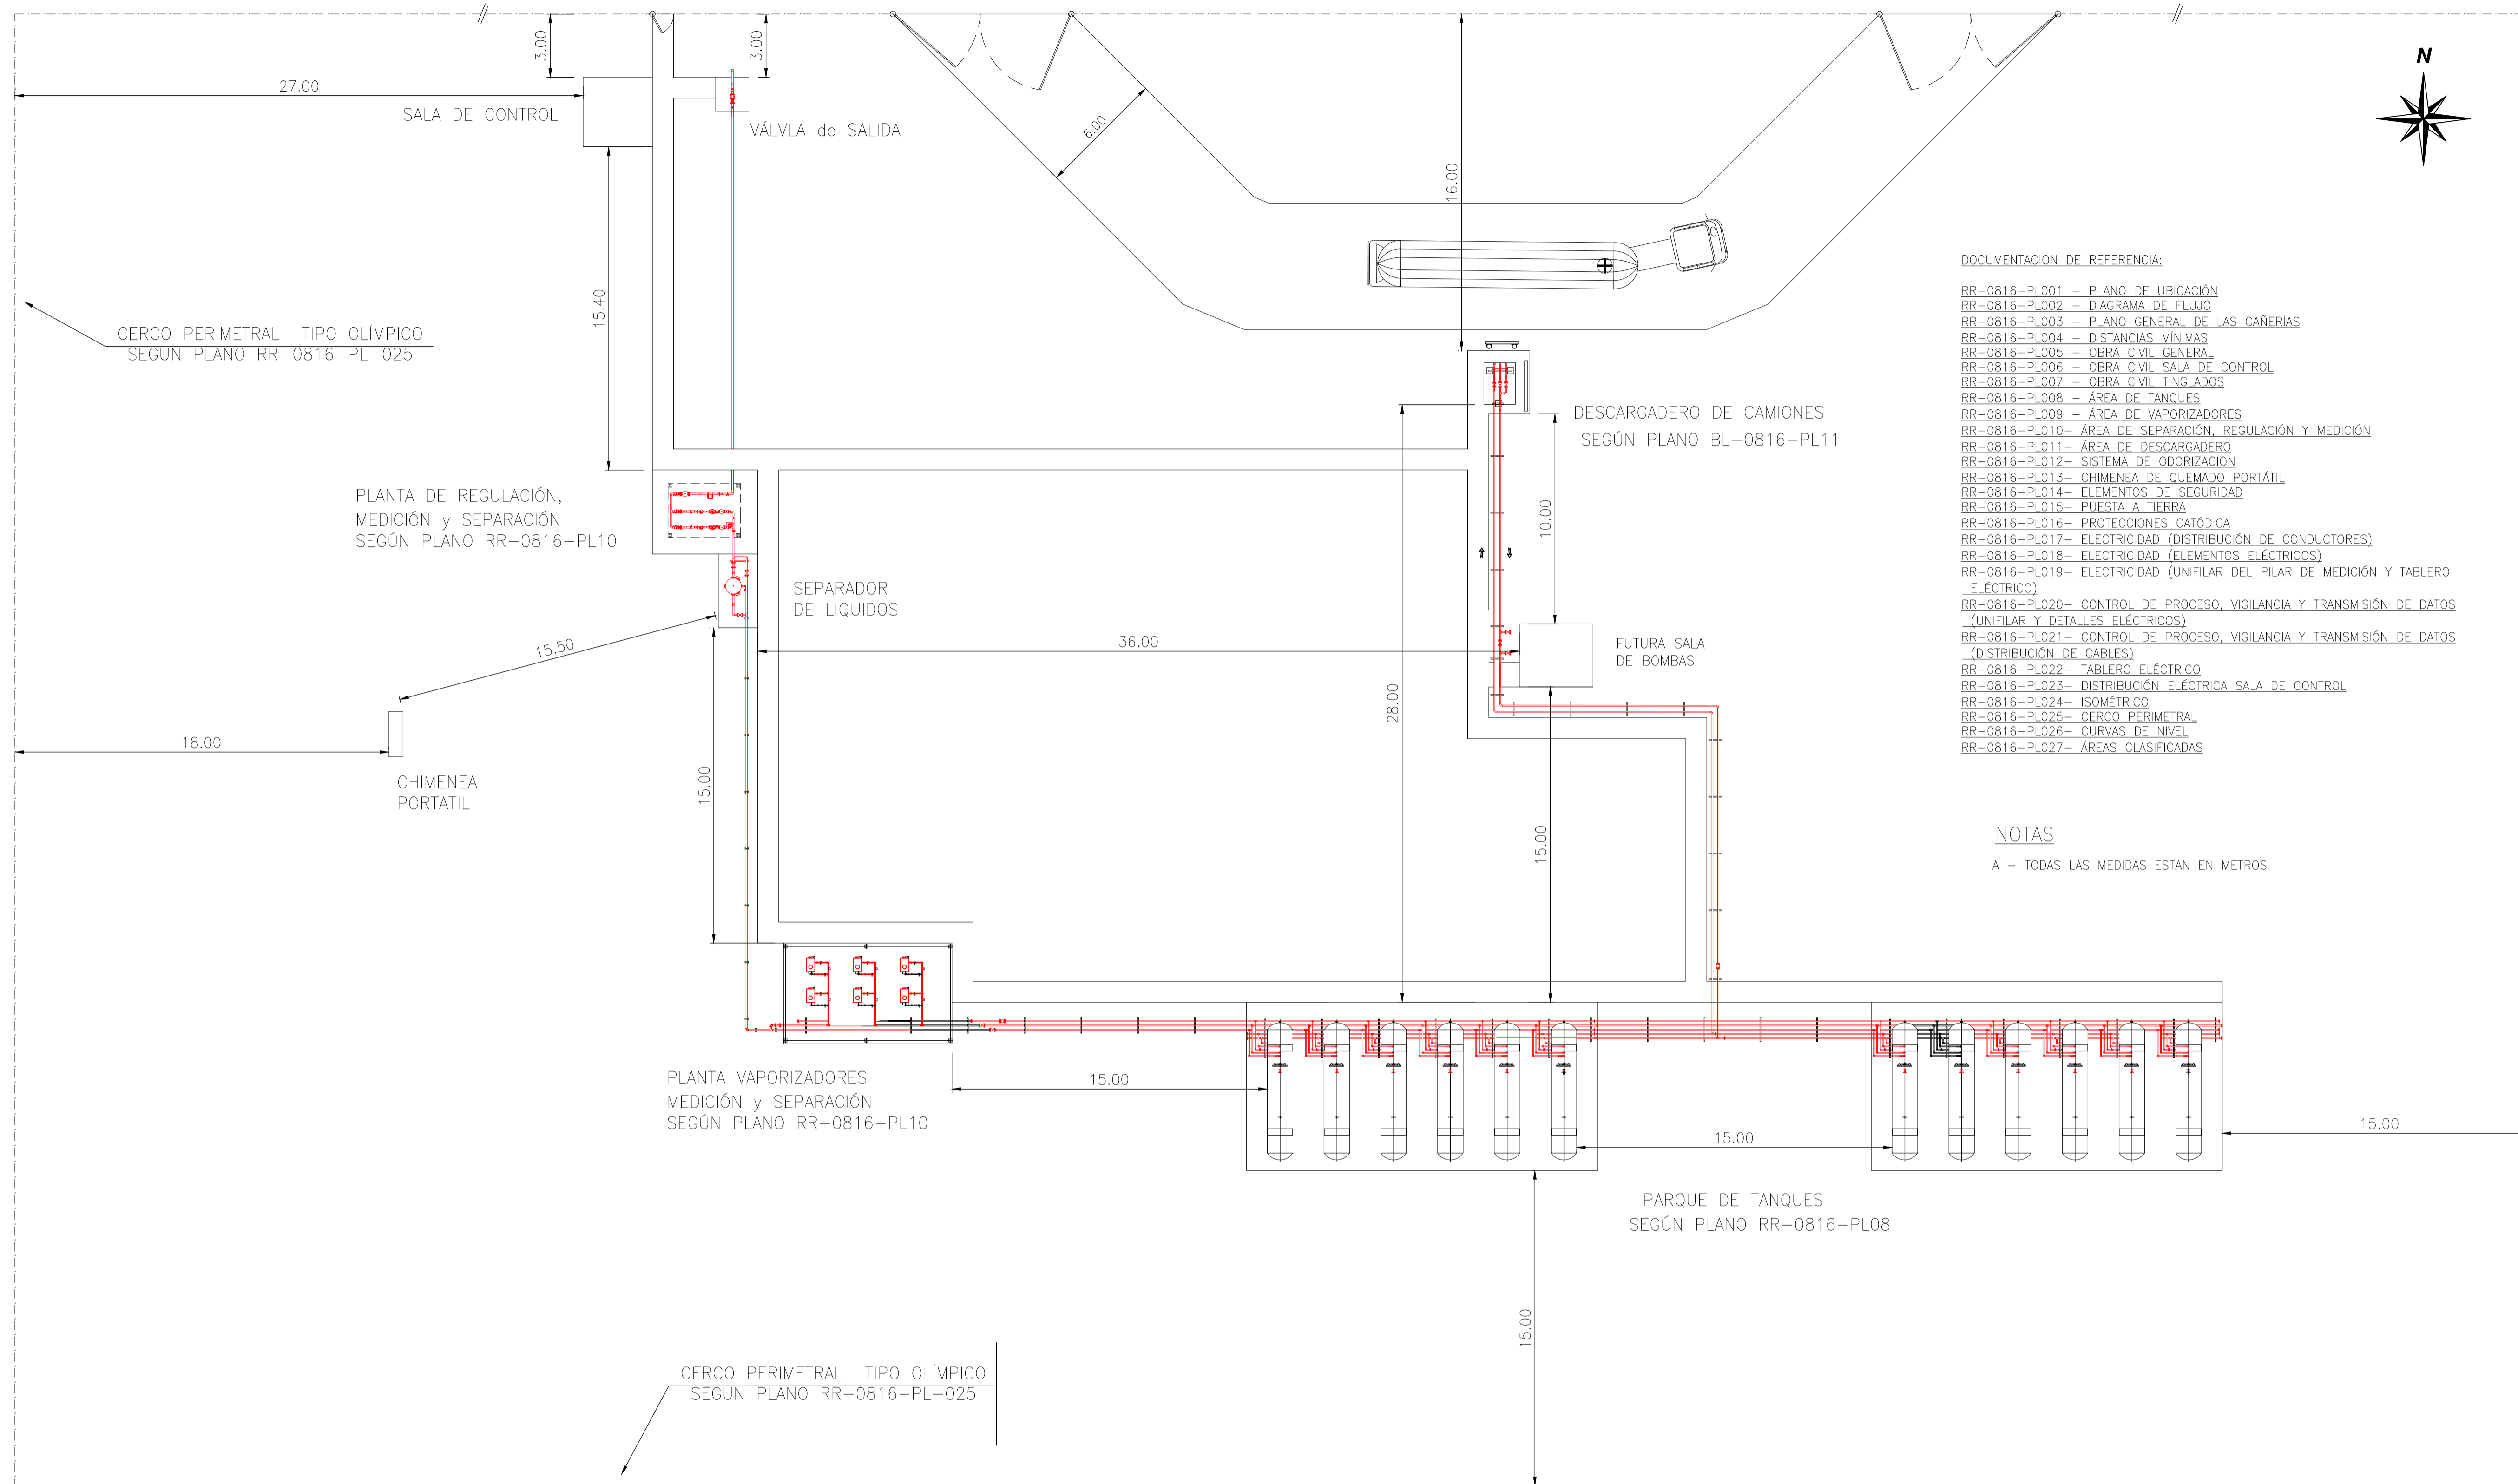 3.00
3.00
N
27.00
SALA DE CONTROL
VÁLVLA de SALIDA
6.00
16.00
DOCUMENTACION DE REFERENCIA:
RR-0816-PL001 - PLANO DE UBICACIÓN
RR-0816-PL002 - DIAGRAMA DE FLUJO
RR-0816-PL003 - PLANO GENERAL DE LAS CAÑERÍAS
RR-0816-PL004 - DISTANCIAS MÍNIMAS
RR-0816-PL005 - OBRA CIVIL GENERAL
RR-0816-PL006 - OBRA CIVIL SALA DE CONTROL
RR-0816-PL007 - OBRA CIVIL TINGLADOS
RR-0816-PL008 - ÁREA DE TANQUES
RR-0816-PL009 - ÁREA DE VAPORIZADORES
RR-0816-PL010- ÁREA DE SEPARACIÓN, REGULACIÓN Y MEDICIÓN
RR-0816-PL011- ÁREA DE DESCARGADERO
RR-0816-PL012- SISTEMA DE ODORIZACION
RR-0816-PL013- CHIMENEA DE QUEMADO PORTÁTIL
RR-0816-PL014- ELEMENTOS DE SEGURIDAD
RR-0816-PL015- PUESTA A TIERRA
RR-0816-PL016- PROTECCIONES CATÓDICA
RR-0816-PL017- ELECTRICIDAD (DISTRIBUCIÓN DE CONDUCTORES)
RR-0816-PL018- ELECTRICIDAD (ELEMENTOS ELÉCTRICOS)
RR-0816-PL019- ELECTRICIDAD (UNIFILAR DEL PILAR DE MEDICIÓN Y TABLERO
ELÉCTRICO)
RR-0816-PL020- CONTROL DE PROCESO, VIGILANCIA Y TRANSMISIÓN DE DATOS
(UNIFILAR Y DETALLES ELÉCTRICOS)
RR-0816-PL021- CONTROL DE PROCESO, VIGILANCIA Y TRANSMISIÓN DE DATOS
(DISTRIBUCIÓN DE CABLES)
RR-0816-PL022- TABLERO ELÉCTRICO
RR-0816-PL023- DISTRIBUCIÓN ELÉCTRICA SALA DE CONTROL
RR-0816-PL024- ISOMÉTRICO
RR-0816-PL025- CERCO PERIMETRAL
RR-0816-PL026- CURVAS DE NIVEL
RR-0816-PL027- ÁREAS CLASIFICADAS
15.40
CERCO PERIMETRAL TIPO OLÍMPICO
SEGUN PLANO RR-0816-PL-025
DESCARGADERO DE CAMIONES
SEGÚN PLANO BL-0816-PL11
PLANTA DE REGULACIÓN,
MEDICIÓN y SEPARACIÓN
SEGÚN PLANO RR-0816-PL10
10.00
SEPARADOR
DE LIQUIDOS
15.50
36.00
FUTURA SALA
DE BOMBAS
28.00
18.00
CHIMENEA
PORTATIL
15.00
15.00
NOTAS
A - TODAS LAS MEDIDAS ESTAN EN METROS
PLANTA VAPORIZADORES
MEDICIÓN y SEPARACIÓN
SEGÚN PLANO RR-0816-PL10
15.00
15.00
15.00
PARQUE DE TANQUES
SEGÚN PLANO RR-0816-PL08
15.00
CERCO PERIMETRAL TIPO OLÍMPICO
SEGUN PLANO RR-0816-PL-025